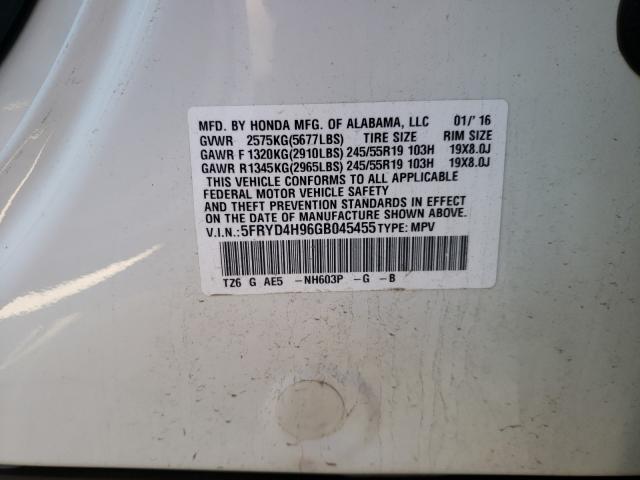 MFD. BY HONDA MFG. OF ALABAMA, LLC 01/'16
GVWR 2575KG(5677LBS) TIRE SIZE RIM SIZE
GAWR F 1320KG(2910LBS) 245/55R19 103H 19X8.0J
GAWR R1345KG(2965LBS) 245/55R19 103H 19X8.0J
THIS VEHICLE CONFORMS TO ALL APPLICABLE
FEDERAL MOTOR VEHICLE SAFETY
AND THEFT PREVENTION STANDARDS IN EFFECT
ON THE DATE OF MANUFACTURE SHOWN ABOVE.
V.I.N.: 5FRYD4H96GB045455 TYPE: MPV
TZ6 G AE5 -NH603P -G -B